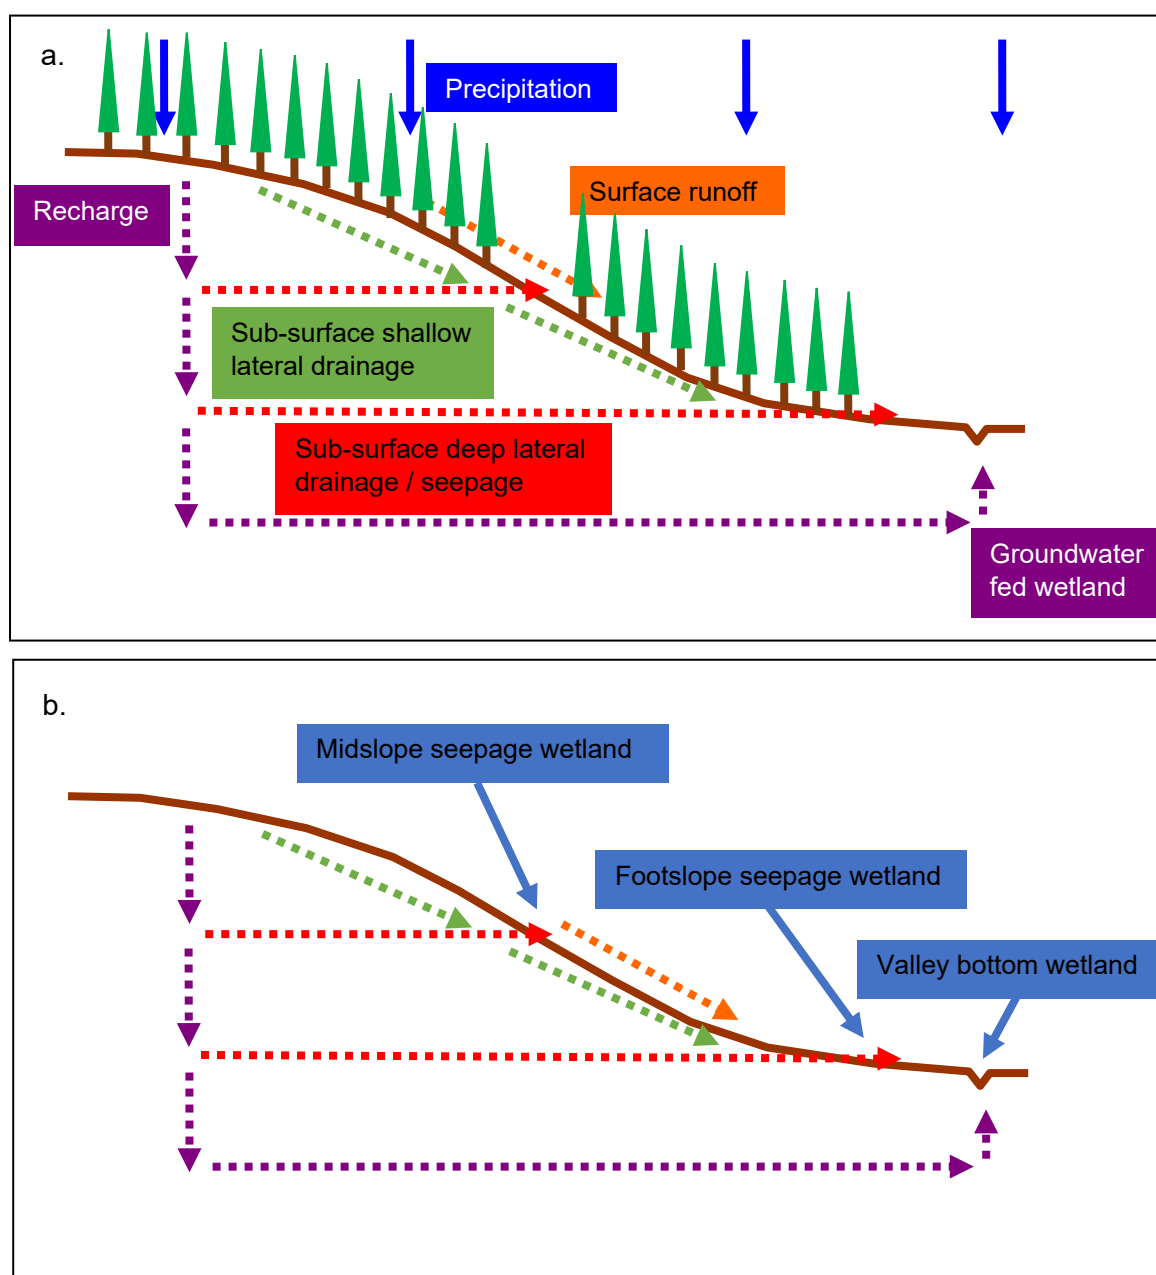 a.
Precipitation
Surface runoff
Recharge
Sub-surface shallow
lateral drainage
Sub-surface deep lateral
drainage / seepage
Groundwater
fed wetland
b.
Midslope seepage wetland
Footslope seepage wetland
Valley bottom wetland